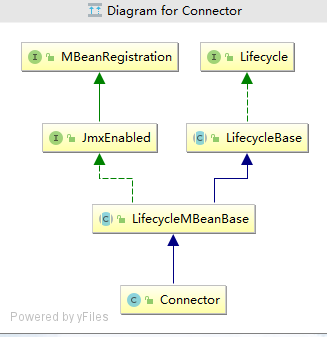 Diagram for Connector
I MBeanRegistration
I Lifecycle
I JmxEnabled
C LifecycleBase
C LifecycleMBeanBase
C Connector
Powered by yFiles